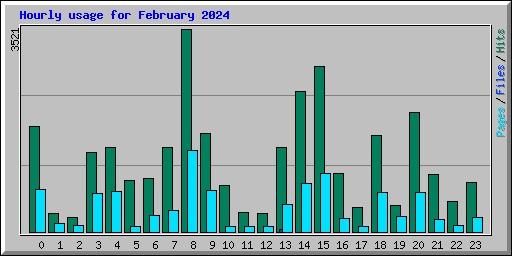 Hourly usage for February 2024
3521
Pages / Files / Hits
0 1 2 3 4 5 6 7 8 9 10 11 12 13 14 15 16 17 18 19 20 21 22 23